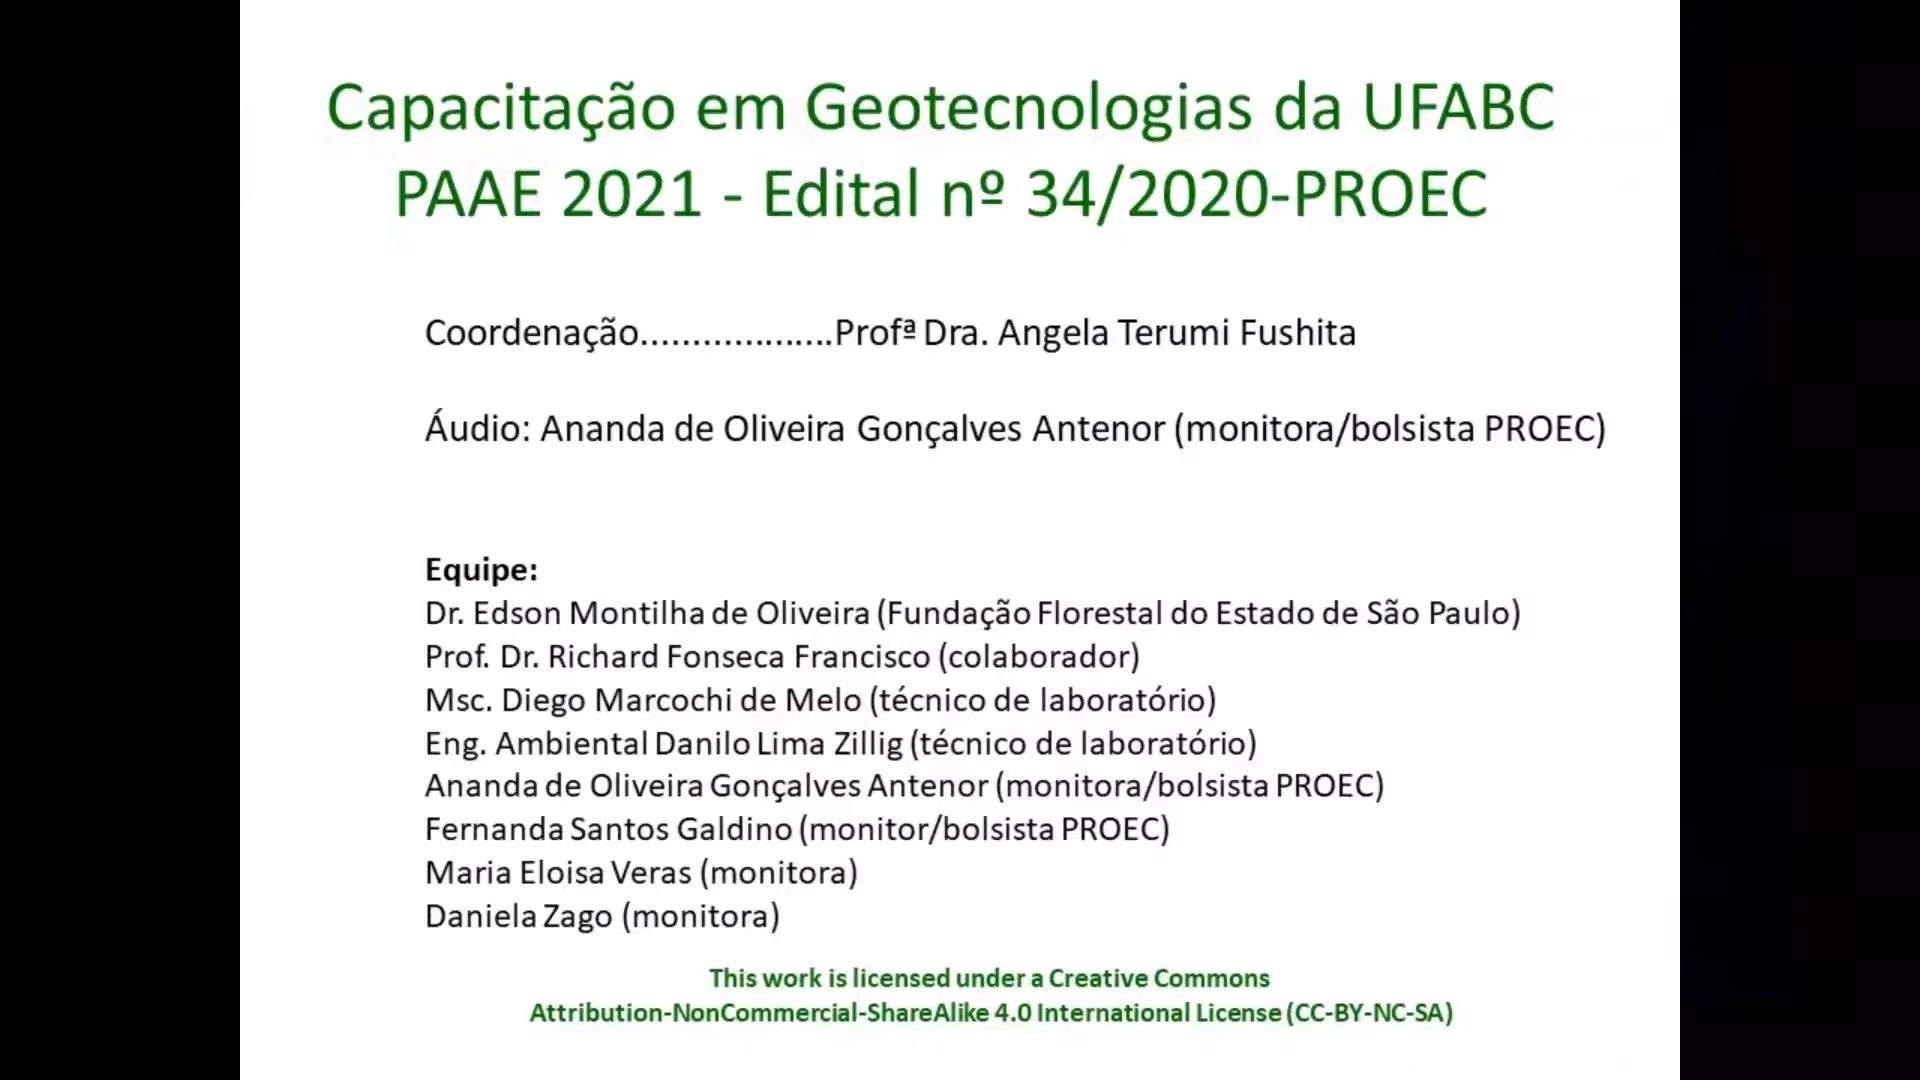 Capacitação em Geotecnologias da UFABC
PAAE 2021 - Edital nº 34/2020-PROEC
Coordenação...................Profª Dra. Angela Terumi Fushita
Áudio: Ananda de Oliveira Gonçalves Antenor (monitora/bolsista PROEC)
Equipe:
Dr. Edson Montilha de Oliveira (Fundação Florestal do Estado de São Paulo)
Prof. Dr. Richard Fonseca Francisco (colaborador)
Msc. Diego Marcochi de Melo (técnico de laboratório)
Eng. Ambiental Danilo Lima Zillig (técnico de laboratório)
Ananda de Oliveira Gonçalves Antenor (monitora/bolsista PROEC)
Fernanda Santos Galdino (monitor/bolsista PROEC)
Maria Eloisa Veras (monitora)
Daniela Zago (monitora)
This work is licensed under a Creative Commons
Attribution-NonCommercial-ShareAlike 4.0 International License (CC-BY-NC-SA)